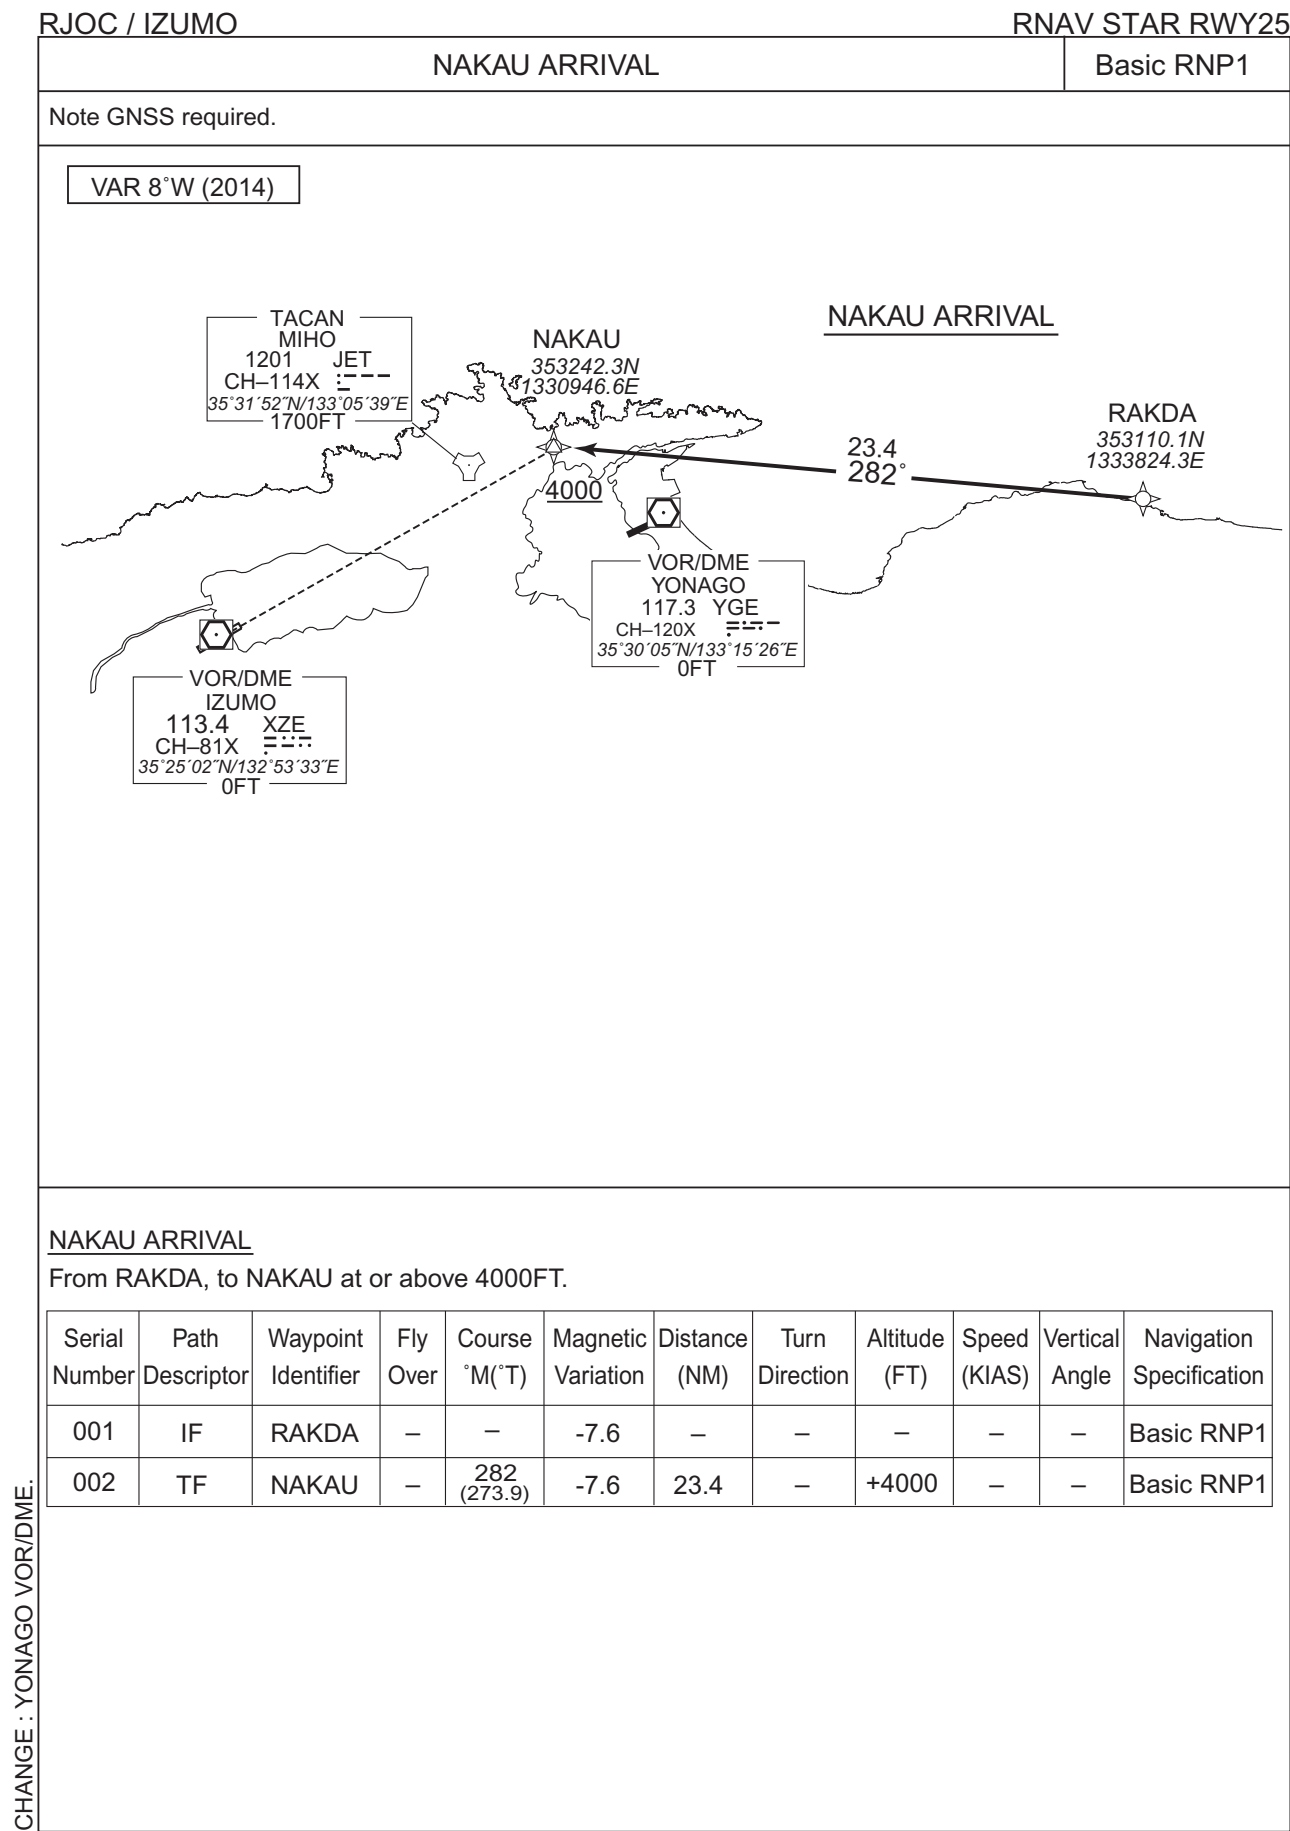 RJOC / IZUMO
RNAV STAR RWY25
NAKAU ARRIVAL
Basic RNP1
Note GNSS required.
VAR 8˚W (2014)
NAKAU ARRIVAL
TACAN
MIHO
1201 JET
CH–114X
35˚31´52˝N/133˚05´39˝E
1700FT
NAKAU
353242.3N
1330946.6E
4000
23.4
282˚
RAKDA
353110.1N
1333824.3E
VOR/DME
YONAGO
117.3 YGE
CH–120X
35˚30´05˝N/133˚15´26˝E
0FT
VOR/DME
IZUMO
113.4 XZE
CH–81X
35˚25´02˝N/132˚53´33˝E
0FT
NAKAU ARRIVAL
From RAKDA, to NAKAU at or above 4000FT.
Serial Path Waypoint Fly Course Magnetic Distance Turn Altitude Speed Vertical Navigation
Number Descriptor Identifier Over ˚M(˚T) Variation (NM) Direction (FT) (KIAS) Angle Specification
001 IF RAKDA – – -7.6 – – – – – Basic RNP1
002 TF NAKAU – 282 (273.9) -7.6 23.4 – +4000 – – Basic RNP1
CHANGE : YONAGO VOR/DME.